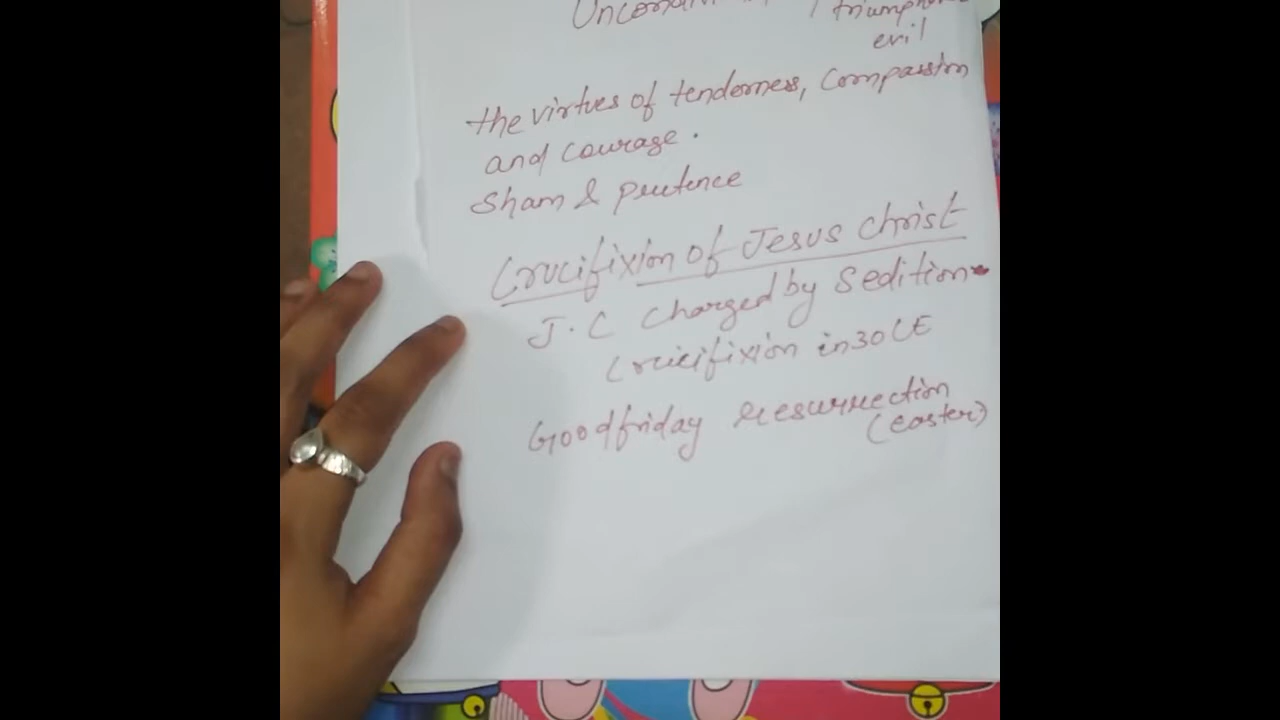 evil
the virtues of tenderness, Compassion
and courage.
Sham & pretence
Crucifixion of Jesus Christ
J.C Charged by Sedition
Crucifixion in 30 CE
Goodfriday resurrection
(easter)